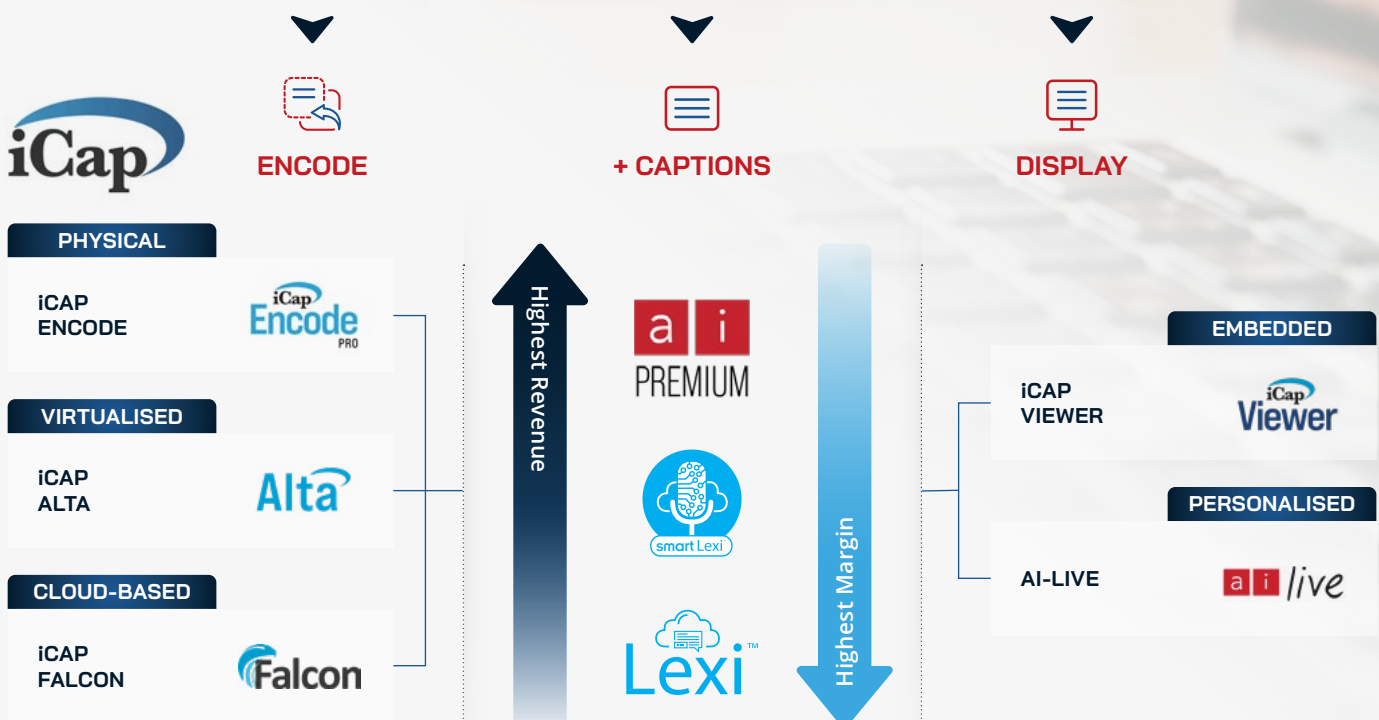 iCap
ENCODE
+ CAPTIONS
DISPLAY
PHYSICAL
iCAP
ENCODE
iCap
Encode
PRO
VIRTUALISED
iCAP
ALTA
Alta
CLOUD-BASED
iCAP
FALCON
Falcon
Highest Revenue
a i
PREMIUM
smart Lexi
Lexi™
Highest Margin
EMBEDDED
iCAP
VIEWER
iCap
Viewer
PERSONALISED
AI-LIVE
a i live